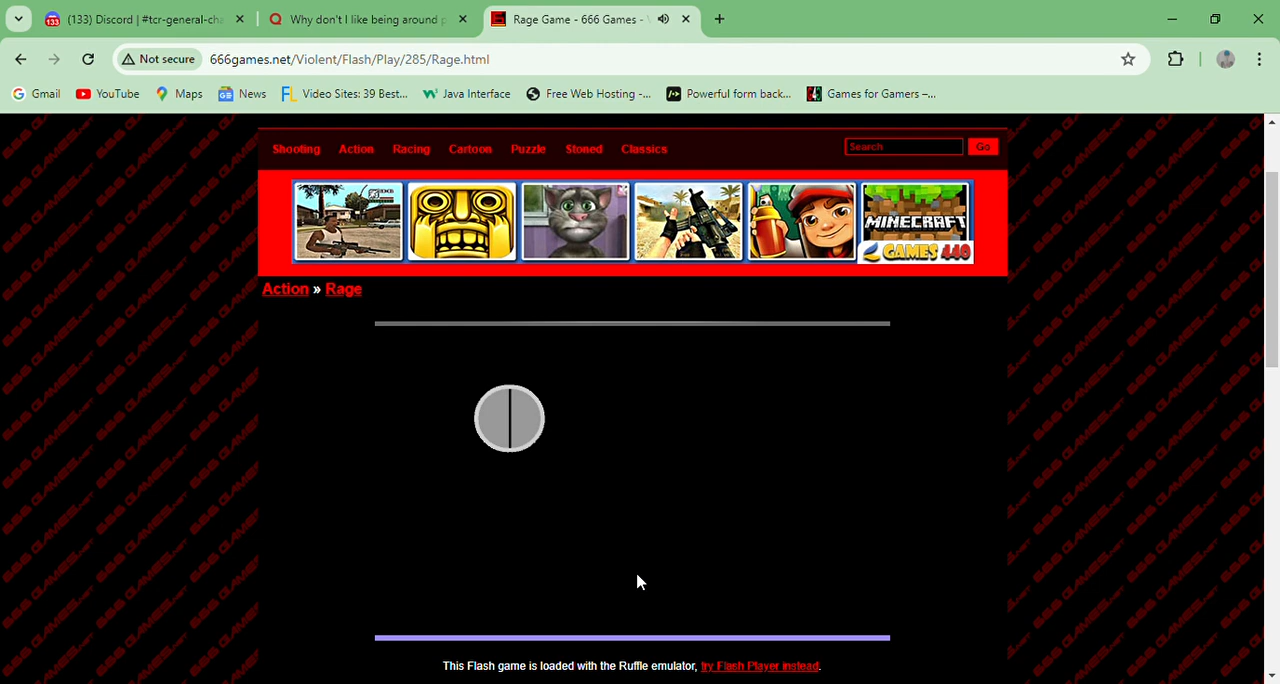 (133) Discord | #tcr-general-cha
Why don't I like being around p
Rage Game - 666 Games - V
Not secure
666games.net/Violent/Flash/Play/285/Rage.html
Gmail
YouTube
Maps
News
Video Sites: 39 Best...
Java Interface
Free Web Hosting -...
Powerful form back...
Games for Gamers –...
Shooting Action Racing Cartoon Puzzle Stoned Classics
Search Go
MINECRAFT
GAMES 440
Action » Rage
This Flash game is loaded with the Ruffle emulator, try Flash Player instead.